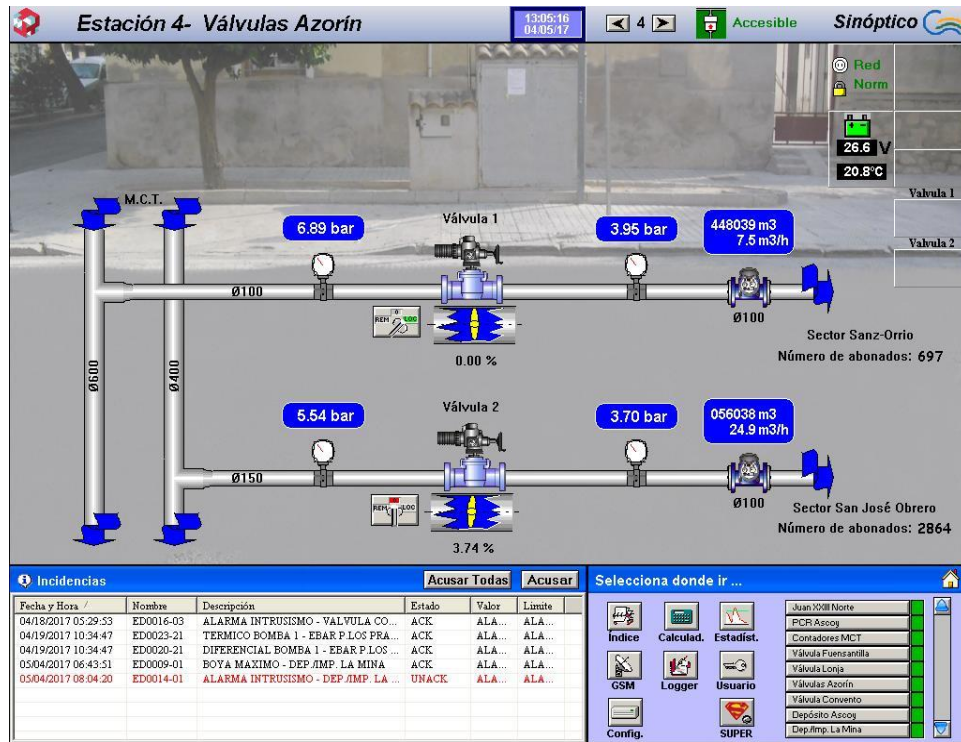 Estación 4- Válvulas Azorín
13:05:16
04/05/17
4
Accesible
Sinóptico
Red
Norm
26.6 V
20.8°C
Valvula 1
Valvula 2
M.C.T.
6.89 bar
Válvula 1
3.95 bar
448039 m3
7.5 m3/h
Ø100
REM 0 LOC
Ø100
0.00 %
Sector Sanz-Orrio
Número de abonados: 697
Ø600
Ø400
5.54 bar
Válvula 2
3.70 bar
056038 m3
24.9 m3/h
Ø150
REM LOC
Ø100
3.74 %
Sector San José Obrero
Número de abonados: 2864
Incidencias
Acusar Todas
Acusar
Fecha y Hora / Nombre Descripción Estado Valor Limite
04/18/2017 05:29:53 ED0016-03 ALARMA INTRUSISMO - VALVULA CO... ACK ALA... ALA...
04/19/2017 10:34:47 ED0023-21 TERMICO BOMBA 1 - EBAR P.LOS PRA... ACK ALA... ALA...
04/19/2017 10:34:47 ED0020-21 DIFERENCIAL BOMBA 1 - EBAR P.LOS ... ACK ALA... ALA...
05/04/2017 06:43:51 ED0009-01 BOYA MAXIMO - DEP./IMP. LA MINA ACK ALA... ALA...
05/04/2017 08:04:20 ED0014-01 ALARMA INTRUSISMO - DEP./IMP. LA ... UNACK ALA... ALA...
Selecciona donde ir ...
Índice
Calculad.
Estadíst.
GSM
Logger
Usuario
Config.
SUPER
Juan XXIII Norte
PCR Ascoy
Contadores MCT
Válvula Fuensantilla
Válvula Lonja
Válvulas Azorín
Válvula Convento
Depósito Ascoy
Dep./Imp. La Mina